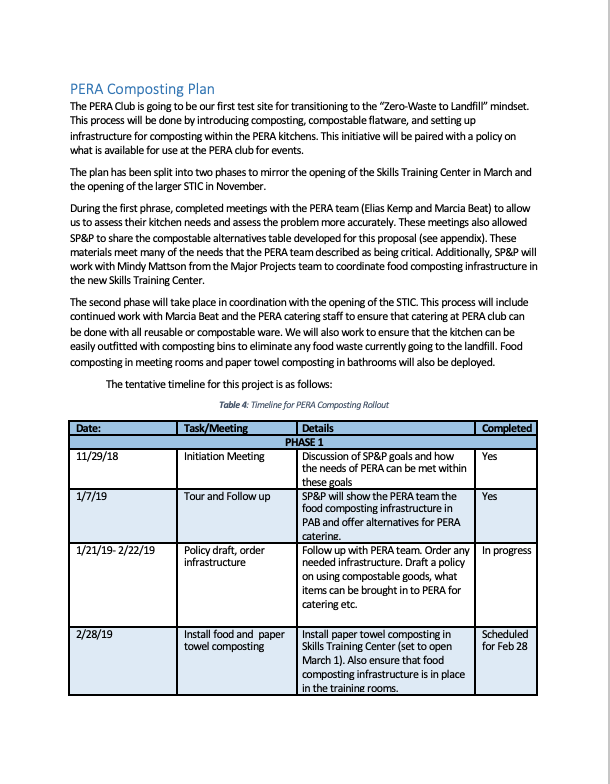 PERA Composting Plan
The PERA Club is going to be our first test site for transitioning to the “Zero-Waste to Landfill” mindset.
This process will be done by introducing composting, compostable flatware, and setting up
infrastructure for composting within the PERA kitchens. This initiative will be paired with a policy on
what is available for use at the PERA club for events.
The plan has been split into two phases to mirror the opening of the Skills Training Center in March and
the opening of the larger STIC in November.
During the first phrase, completed meetings with the PERA team (Elias Kemp and Marcia Beat) to allow
us to assess their kitchen needs and assess the problem more accurately. These meetings also allowed
SP&P to share the compostable alternatives table developed for this proposal (see appendix). These
materials meet many of the needs that the PERA team described as being critical. Additionally, SP&P will
work with Mindy Mattson from the Major Projects team to coordinate food composting infrastructure in
the new Skills Training Center.
The second phase will take place in coordination with the opening of the STIC. This process will include
continued work with Marcia Beat and the PERA catering staff to ensure that catering at PERA club can
be done with all reusable or compostable ware. We will also work to ensure that the kitchen can be
easily outfitted with composting bins to eliminate any food waste currently going to the landfill. Food
composting in meeting rooms and paper towel composting in bathrooms will also be deployed.
The tentative timeline for this project is as follows:
Table 4: Timeline for PERA Composting Rollout
Date: Task/Meeting Details Completed
PHASE 1
11/29/18 Initiation Meeting Discussion of SP&P goals and how Yes
the needs of PERA can be met within
these goals
1/7/19 Tour and Follow up SP&P will show the PERA team the Yes
food composting infrastructure in
PAB and offer alternatives for PERA
catering.
1/21/19- 2/22/19 Policy draft, order Follow up with PERA team. Order any In progress
infrastructure needed infrastructure. Draft a policy
on using compostable goods, what
items can be brought in to PERA for
catering etc.
2/28/19 Install food and paper Install paper towel composting in Scheduled
towel composting Skills Training Center (set to open for Feb 28
March 1). Also ensure that food
composting infrastructure is in place
in the training rooms.